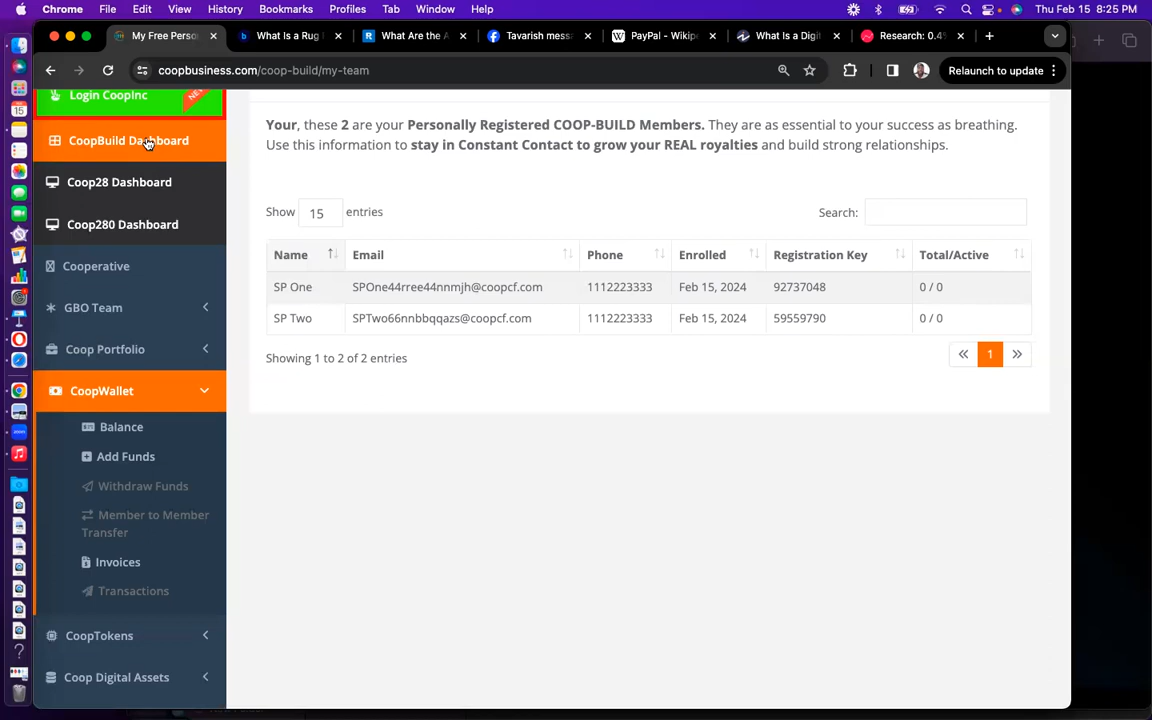 Chrome File Edit View History Bookmarks Profiles Tab Window Help Thu Feb 15 8:25 PM
My Free Perso What Is a Rug What Are the A Tavarish mess PayPal - Wikipe What Is a Digit Research: 0.4%
coopbusiness.com/coop-build/my-team Relaunch to update
Login CoopInc
NEW
CoopBuild Dashboard
Coop28 Dashboard
Coop280 Dashboard
Cooperative
GBO Team
Coop Portfolio
CoopWallet
Balance
Add Funds
Withdraw Funds
Member to Member
Transfer
Invoices
Transactions
CoopTokens
Coop Digital Assets
Your, these 2 are your Personally Registered COOP-BUILD Members. They are as essential to your success as breathing.
Use this information to stay in Constant Contact to grow your REAL royalties and build strong relationships.
Show 15 entries Search:
Name Email Phone Enrolled Registration Key Total/Active
SP One SPOne44rree44nnmjh@coopcf.com 1112223333 Feb 15, 2024 92737048 0 / 0
SP Two SPTwo66nnbbqqazs@coopcf.com 1112223333 Feb 15, 2024 59559790 0 / 0
Showing 1 to 2 of 2 entries « 1 »